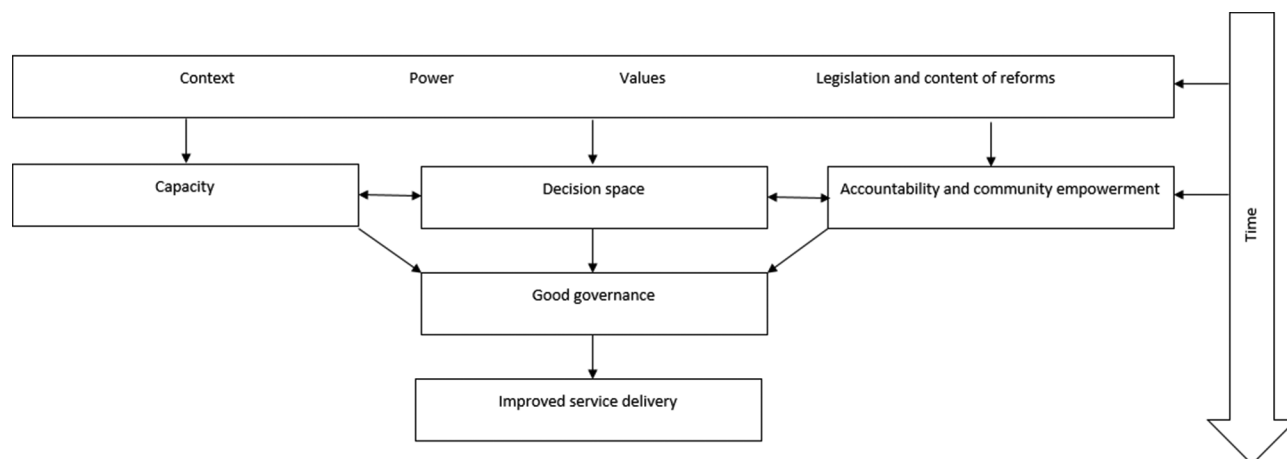 Context Power Values Legislation and content of reforms
Capacity Decision space Accountability and community empowerment
Time
Good governance
Improved service delivery